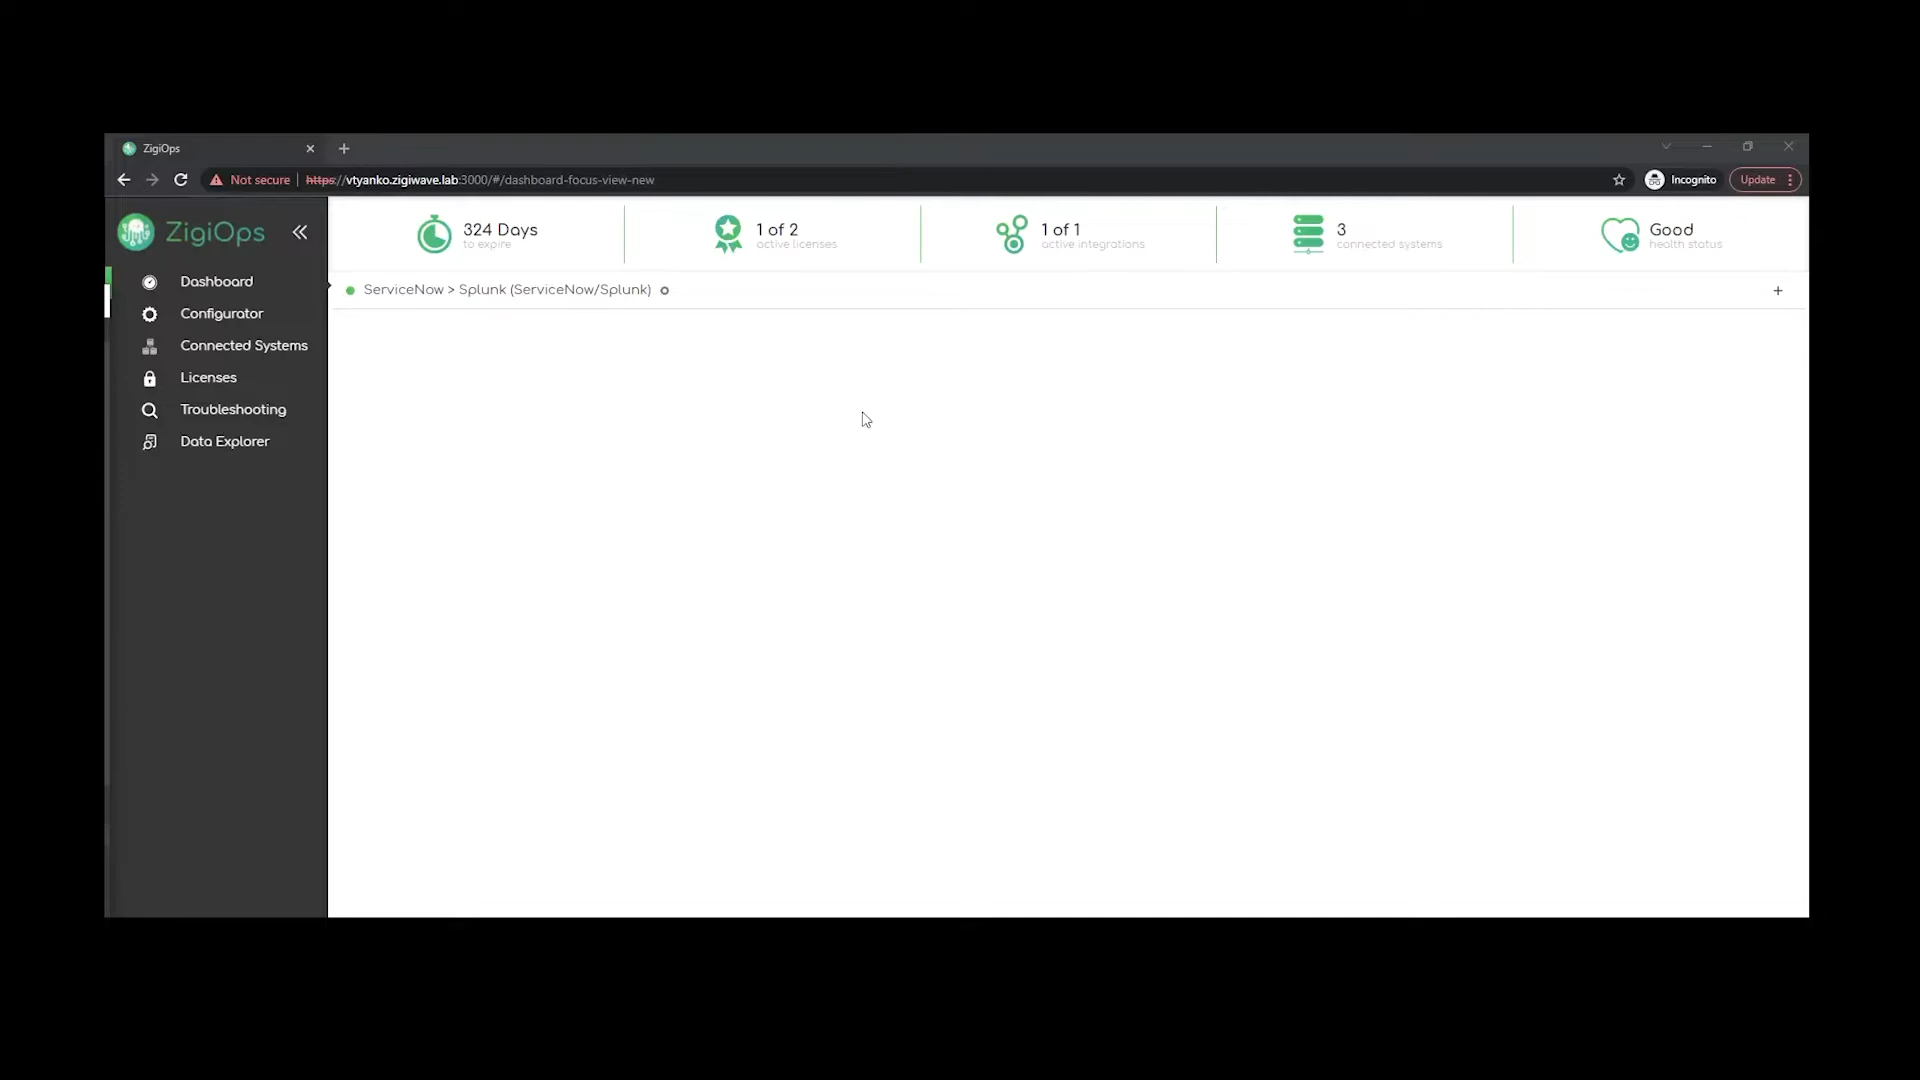 ZigiOps
Not secure | https://vtyanko.zigiwave.lab:3000/#/dashboard-focus-view-new
Incognito
Update
ZigiOps
324 Days
to expire
1 of 2
active licenses
1 of 1
active integrations
3
connected systems
Good
health status
Dashboard
Configurator
Connected Systems
Licenses
Troubleshooting
Data Explorer
ServiceNow > Splunk (ServiceNow/Splunk)